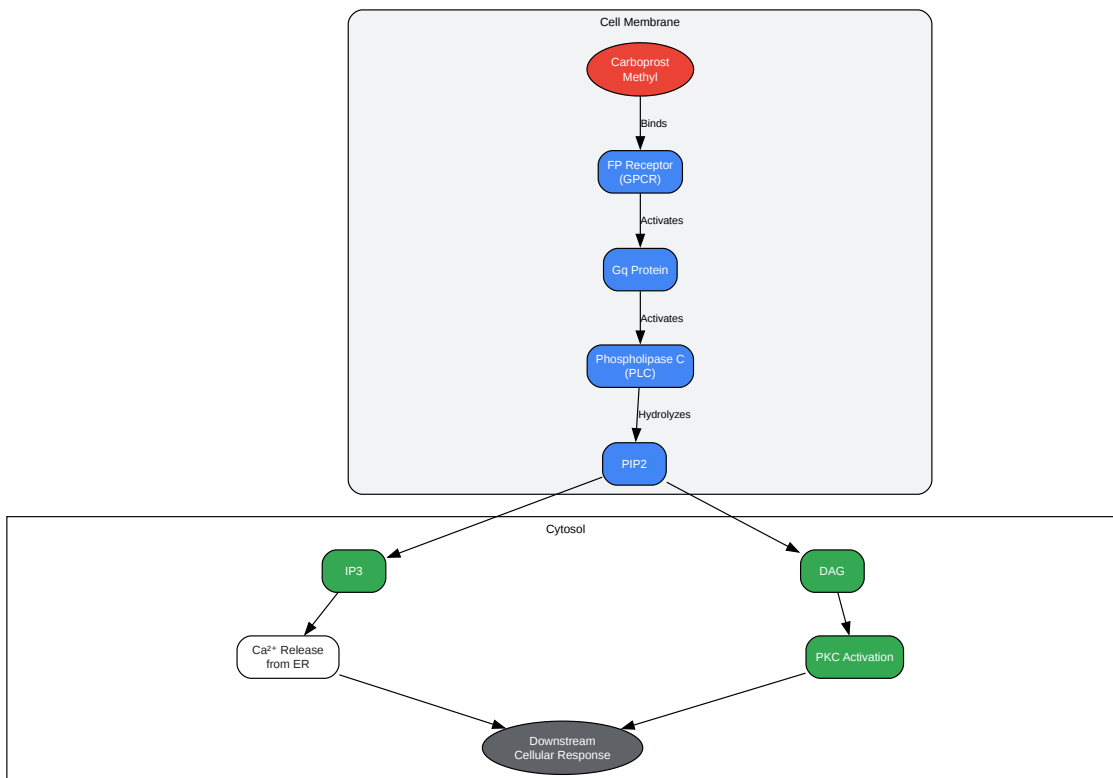 Cell Membrane
Carboprost
Methyl
Binds
FP Receptor
(GPCR)
Activates
Gq Protein
Activates
Phospholipase C
(PLC)
Hydrolyzes
PIP2
Cytosol
IP3
DAG
Ca²⁺ Release
from ER
PKC Activation
Downstream
Cellular Response